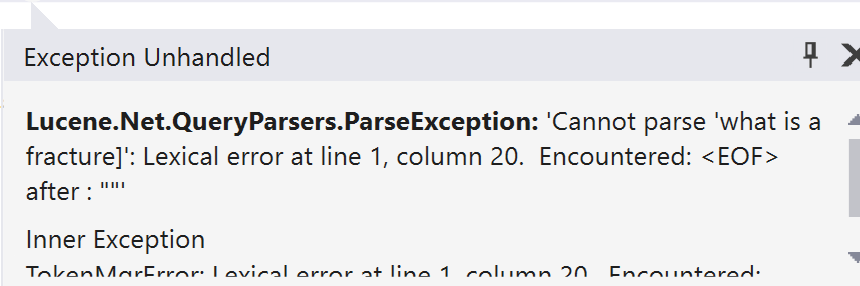 Exception Unhandled
Lucene.Net.QueryParsers.ParseException: 'Cannot parse 'what is a
fracture]': Lexical error at line 1, column 20.  Encountered: <EOF>
after : ""'
Inner Exception
TokenMgrError: Lexical error at line 1, column 20.  Encountered: